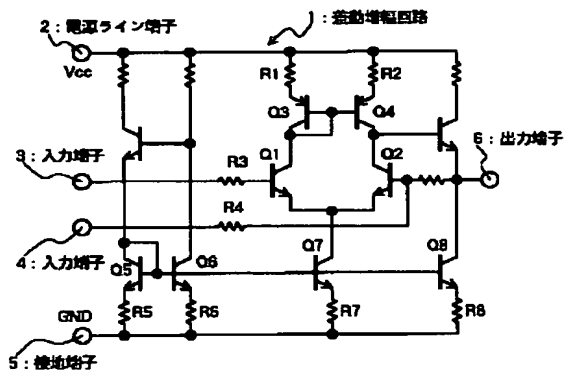 1：差動増幅回路
2：電源ライン端子
Vcc
R1
R2
Q3
Q4
6：出力端子
3：入力端子
R3
Q1
Q2
R4
4：入力端子
Q5
Q6
Q7
Q8
GND
R5
R6
R7
R8
5：接地端子